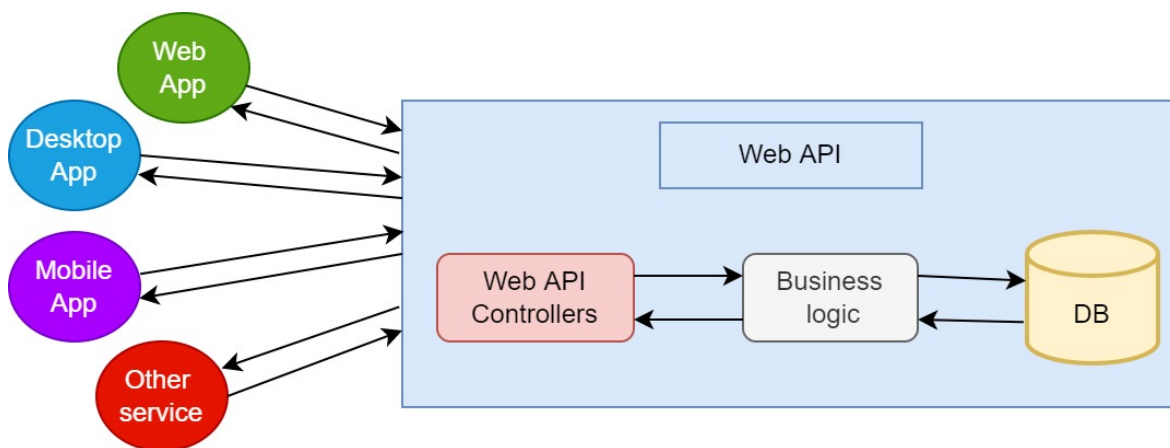 Web
App
Desktop
App
Mobile
App
Other
service
Web API
Web API
Controllers
Business
logic
DB